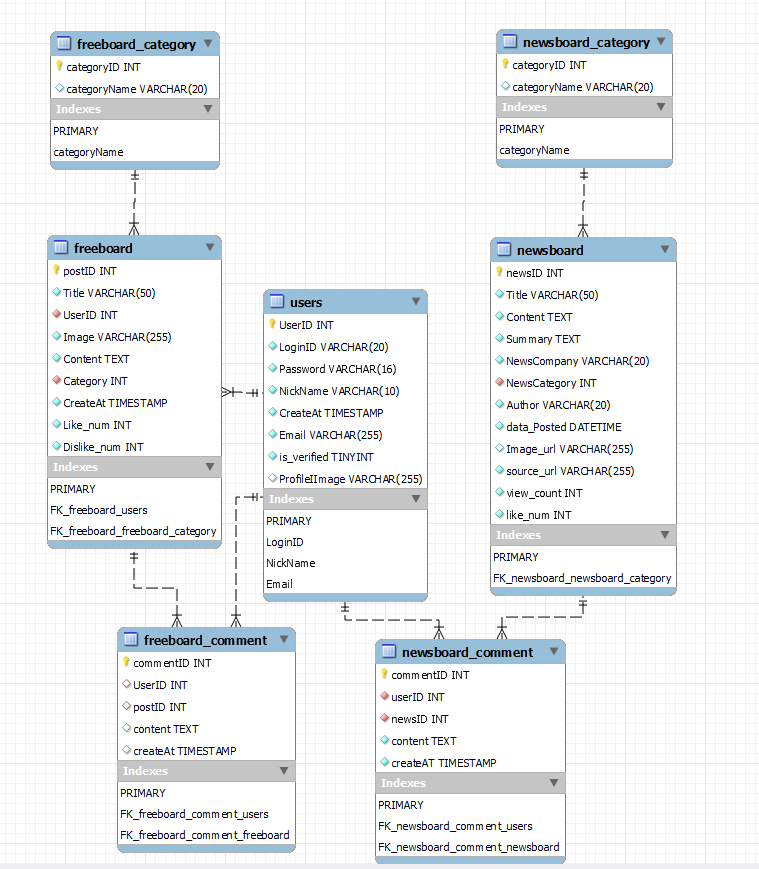 freeboard_category
categoryID INT
categoryName VARCHAR(20)
Indexes
PRIMARY
categoryName
newsboard_category
categoryID INT
categoryName VARCHAR(20)
Indexes
PRIMARY
categoryName
freeboard
postID INT
Title VARCHAR(50)
UserID INT
Image VARCHAR(255)
Content TEXT
Category INT
CreateAt TIMESTAMP
Like_num INT
Dislike_num INT
Indexes
PRIMARY
FK_freeboard_users
FK_freeboard_freeboard_category
users
UserID INT
LoginID VARCHAR(20)
Password VARCHAR(16)
NickName VARCHAR(10)
CreateAt TIMESTAMP
Email VARCHAR(255)
is_verified TINYINT
ProfileIImage VARCHAR(255)
Indexes
PRIMARY
LoginID
NickName
Email
newsboard
newsID INT
Title VARCHAR(50)
Content TEXT
Summary TEXT
NewsCompany VARCHAR(20)
NewsCategory INT
Author VARCHAR(20)
data_Posted DATETIME
Image_url VARCHAR(255)
source_url VARCHAR(255)
view_count INT
like_num INT
Indexes
PRIMARY
FK_newsboard_newsboard_category
freeboard_comment
commentID INT
UserID INT
postID INT
content TEXT
createAt TIMESTAMP
Indexes
PRIMARY
FK_freeboard_comment_users
FK_freeboard_comment_freeboard
newsboard_comment
commentID INT
userID INT
newsID INT
content TEXT
createAT TIMESTAMP
Indexes
PRIMARY
FK_newsboard_comment_users
FK_newsboard_comment_newsboard